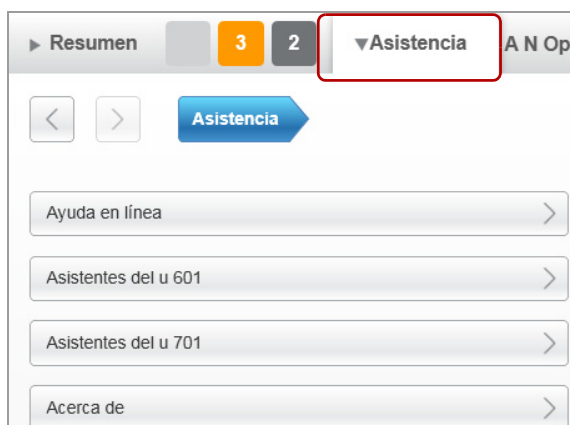 Resumen 3 2 Asistencia A N Op
Asistencia
Ayuda en línea
Asistentes del u 601
Asistentes del u 701
Acerca de